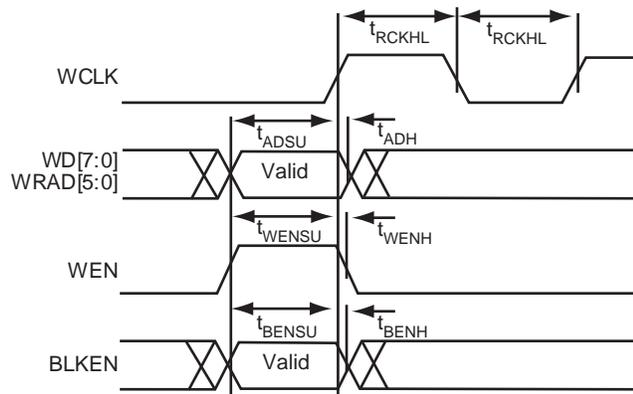 tRCKHL tRCKHL
WCLK
tADSU tADH
WD[7:0]
WRAD[5:0]
Valid
tWENSU tWENH
WEN
tBENSU tBENH
BLKEN
Valid